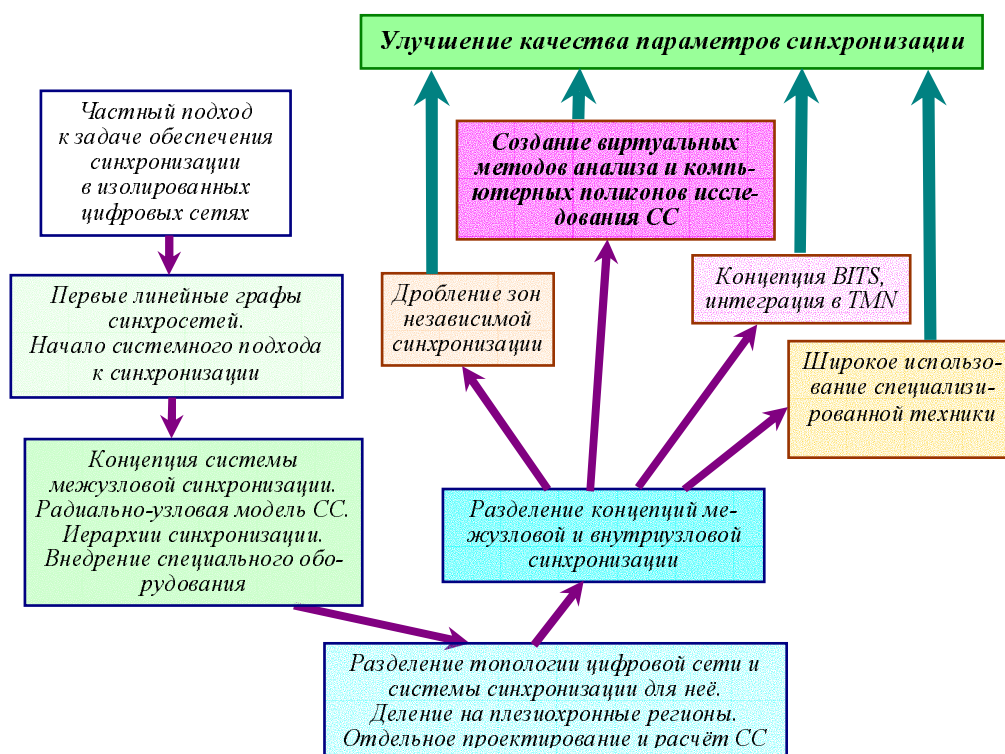 Улучшение качества параметров синхронизации
Частный подход
к задаче обеспечения
синхронизации
в изолированных
цифровых сетях
Создание виртуальных
методов анализа и компь-
ютерных полигонов иссле-
дования СС
Первые линейные графы
синхросетей.
Начало системного подхода
к синхронизации
Дробление зон
независимой
синхронизации
Концепция BITS,
интеграция в TMN
Широкое использо-
вание специализи-
рованной техники
Концепция системы
межузловой синхронизации.
Радиально-узловая модель СС.
Иерархии синхронизации.
Внедрение специального обо-
рудования
Разделение концепций ме-
жузловой и внутриузловой
синхронизации
Разделение топологии цифровой сети и
системы синхронизации для неё.
Деление на плезиохронные регионы.
Отдельное проектирование и расчёт СС